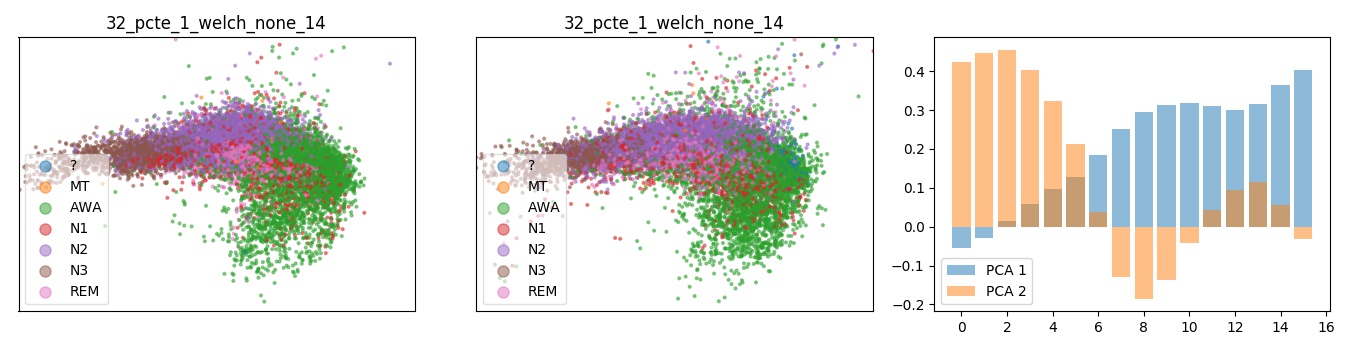 32_pcte_1_welch_none_14
?
MT
AWA
N1
N2
N3
REM
32_pcte_1_welch_none_14
?
MT
AWA
N1
N2
N3
REM
0.4
0.3
0.2
0.1
0.0
−0.1
−0.2
PCA 1
PCA 2
0 2 4 6 8 10 12 14 16